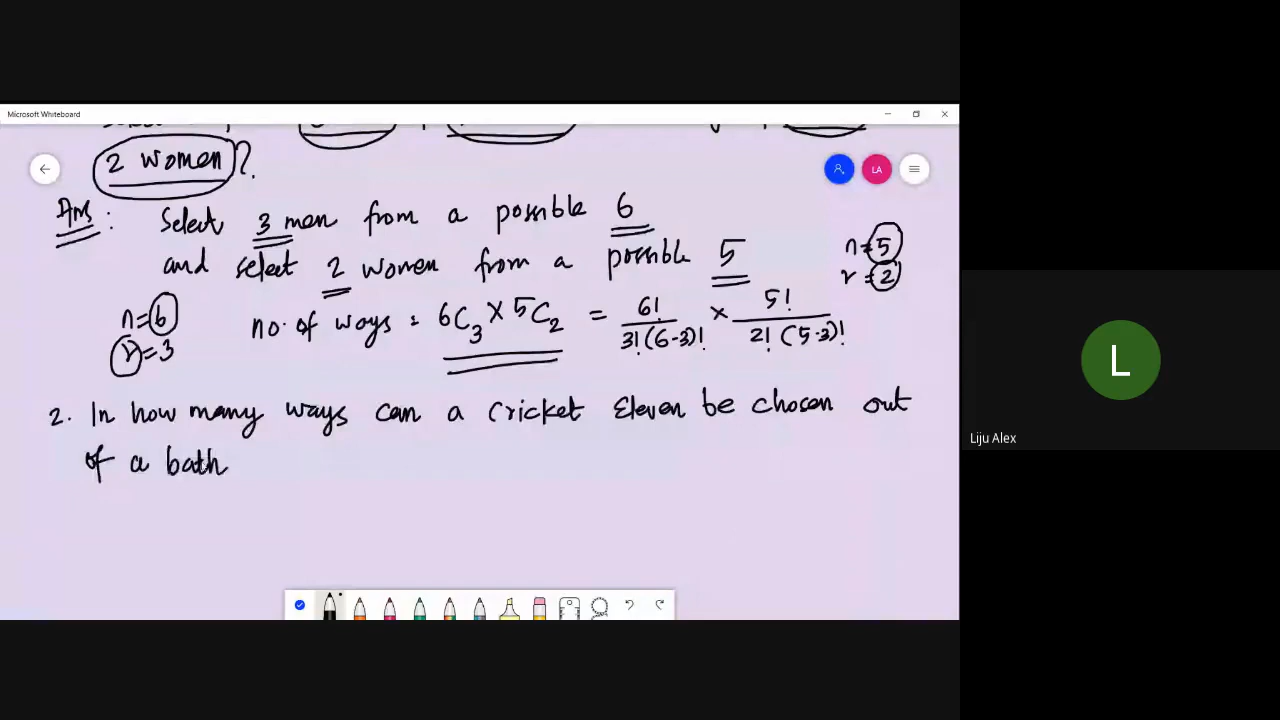 Microsoft Whiteboard
2 women?
Ans: Select 3 men from a possible 6
and select 2 women from a possible 5
n=5
r=2
n=6
r=3
no. of ways = 6C3 × 5C2 = 6!/3!(6-3)! × 5!/2!(5-3)!
2. In how many ways can a cricket Eleven be chosen out
of a bath
LA
L
Liju Alex